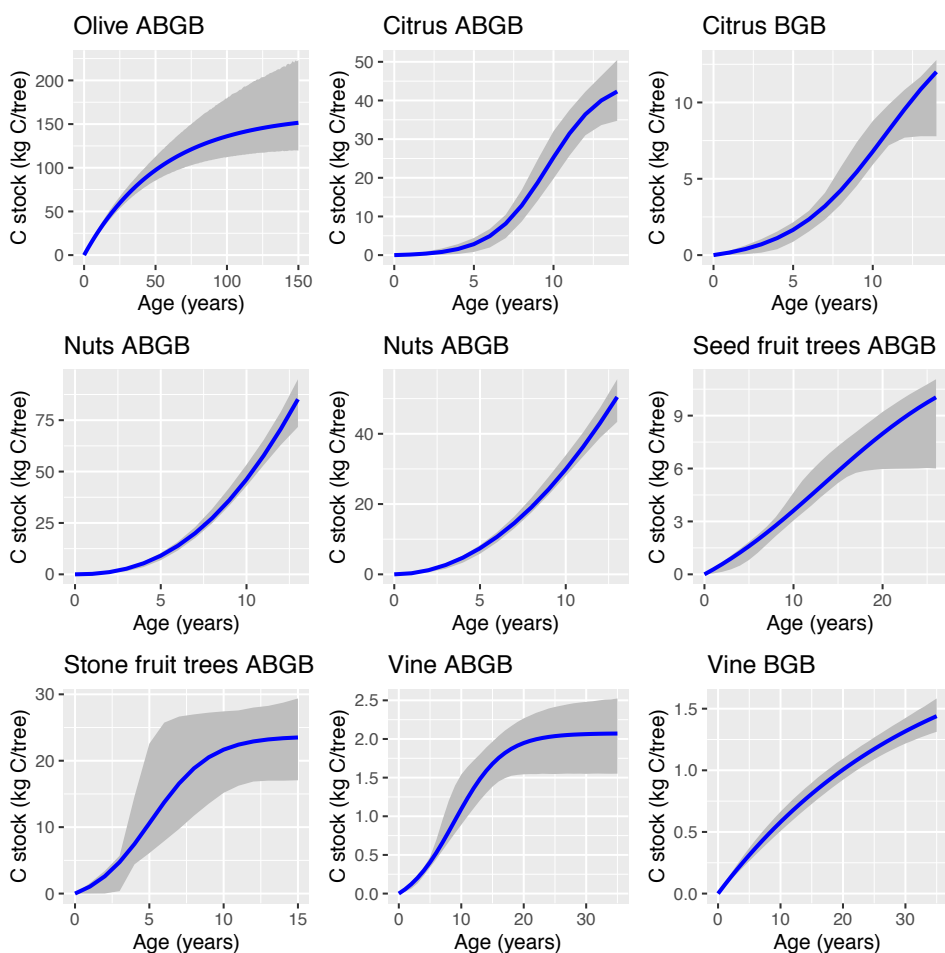 Olive ABGB
C stock (kg C/tree)
200
150
100
50
0
0 50 100 150
Age (years)
Citrus ABGB
C stock (kg C/tree)
50
40
30
20
10
0
5 10
Age (years)
Citrus BGB
C stock (kg C/tree)
10
5
0
0 5 10
Age (years)
Nuts ABGB
C stock (kg C/tree)
75
50
25
0
0 5 10
Age (years)
Nuts ABGB
C stock (kg C/tree)
40
20
0
0 5 10
Age (years)
Seed fruit trees ABGB
C stock (kg C/tree)
9
6
3
0
0 10 20
Age (years)
Stone fruit trees ABGB
C stock (kg C/tree)
30
20
10
0
0 5 10 15
Age (years)
Vine ABGB
C stock (kg C/tree)
2.5
2.0
1.5
1.0
0.5
0.0
0 10 20 30
Age (years)
Vine BGB
C stock (kg C/tree)
1.5
1.0
0.5
0.0
0 10 20 30
Age (years)